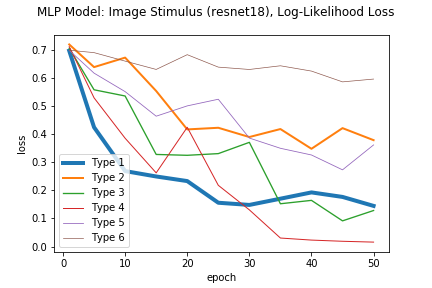 MLP Model: Image Stimulus (resnet18), Log-Likelihood Loss
0.7
0.6
0.5
0.4
0.3
0.2
0.1
0.0
loss
Type 1
Type 2
Type 3
Type 4
Type 5
Type 6
0 10 20 30 40 50
epoch